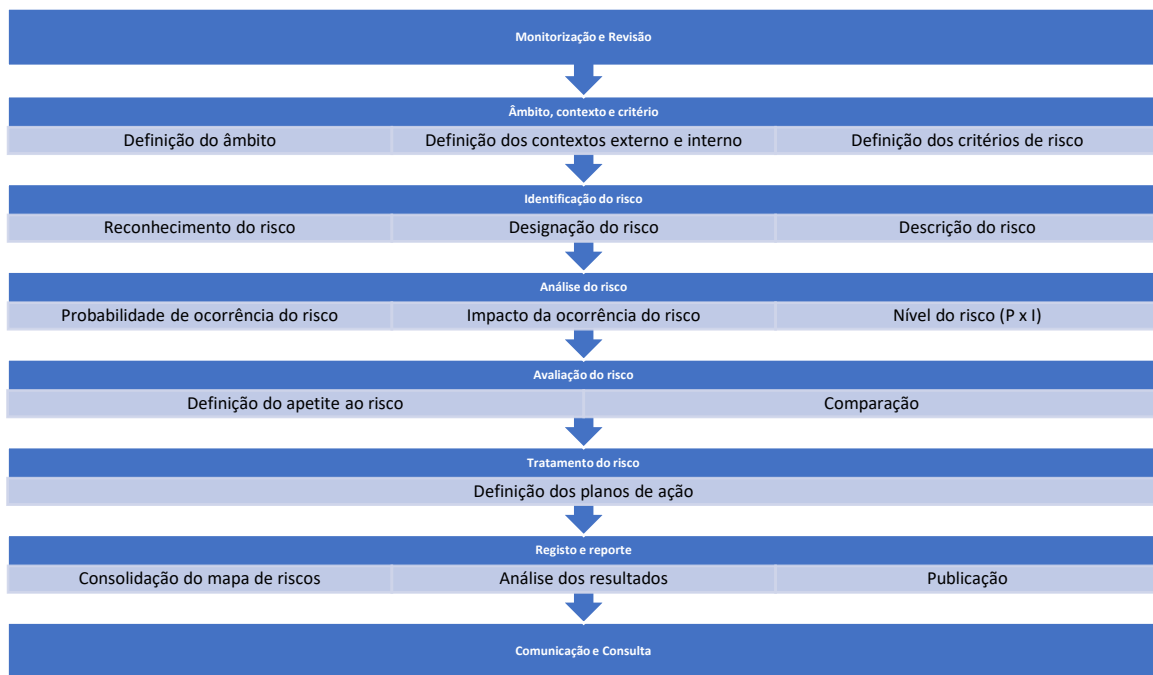 Monitorização e Revisão
Âmbito, contexto e critério
Definição do âmbito
Definição dos contextos externo e interno
Definição dos critérios de risco
Identificação do risco
Reconhecimento do risco
Designação do risco
Descrição do risco
Análise do risco
Probabilidade de ocorrência do risco
Impacto da ocorrência do risco
Nível do risco (P x I)
Avaliação do risco
Definição do apetite ao risco
Comparação
Tratamento do risco
Definição dos planos de ação
Registo e reporte
Consolidação do mapa de riscos
Análise dos resultados
Publicação
Comunicação e Consulta